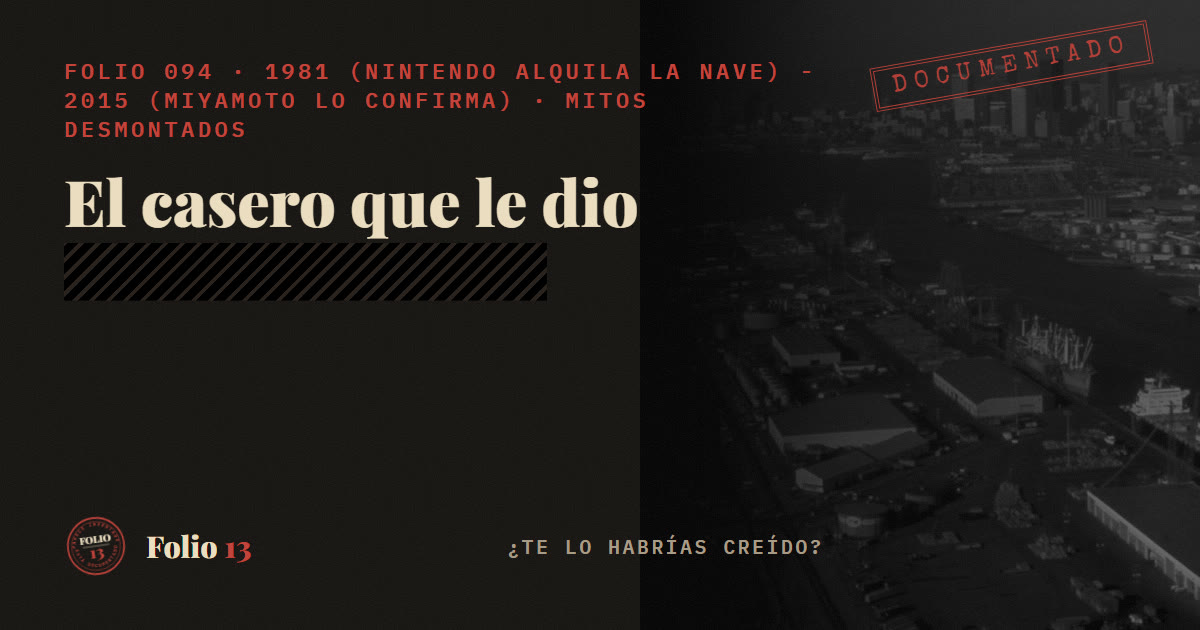 FOLIO 094 · 1981 (NINTENDO ALQUILA LA NAVE) -
2015 (MIYAMOTO LO CONFIRMA) · MITOS
DESMONTADOS
DOCUMENTADO
El casero que le dio
FOLIO
13
Folio 13
¿TE LO HABRÍAS CREÍDO?